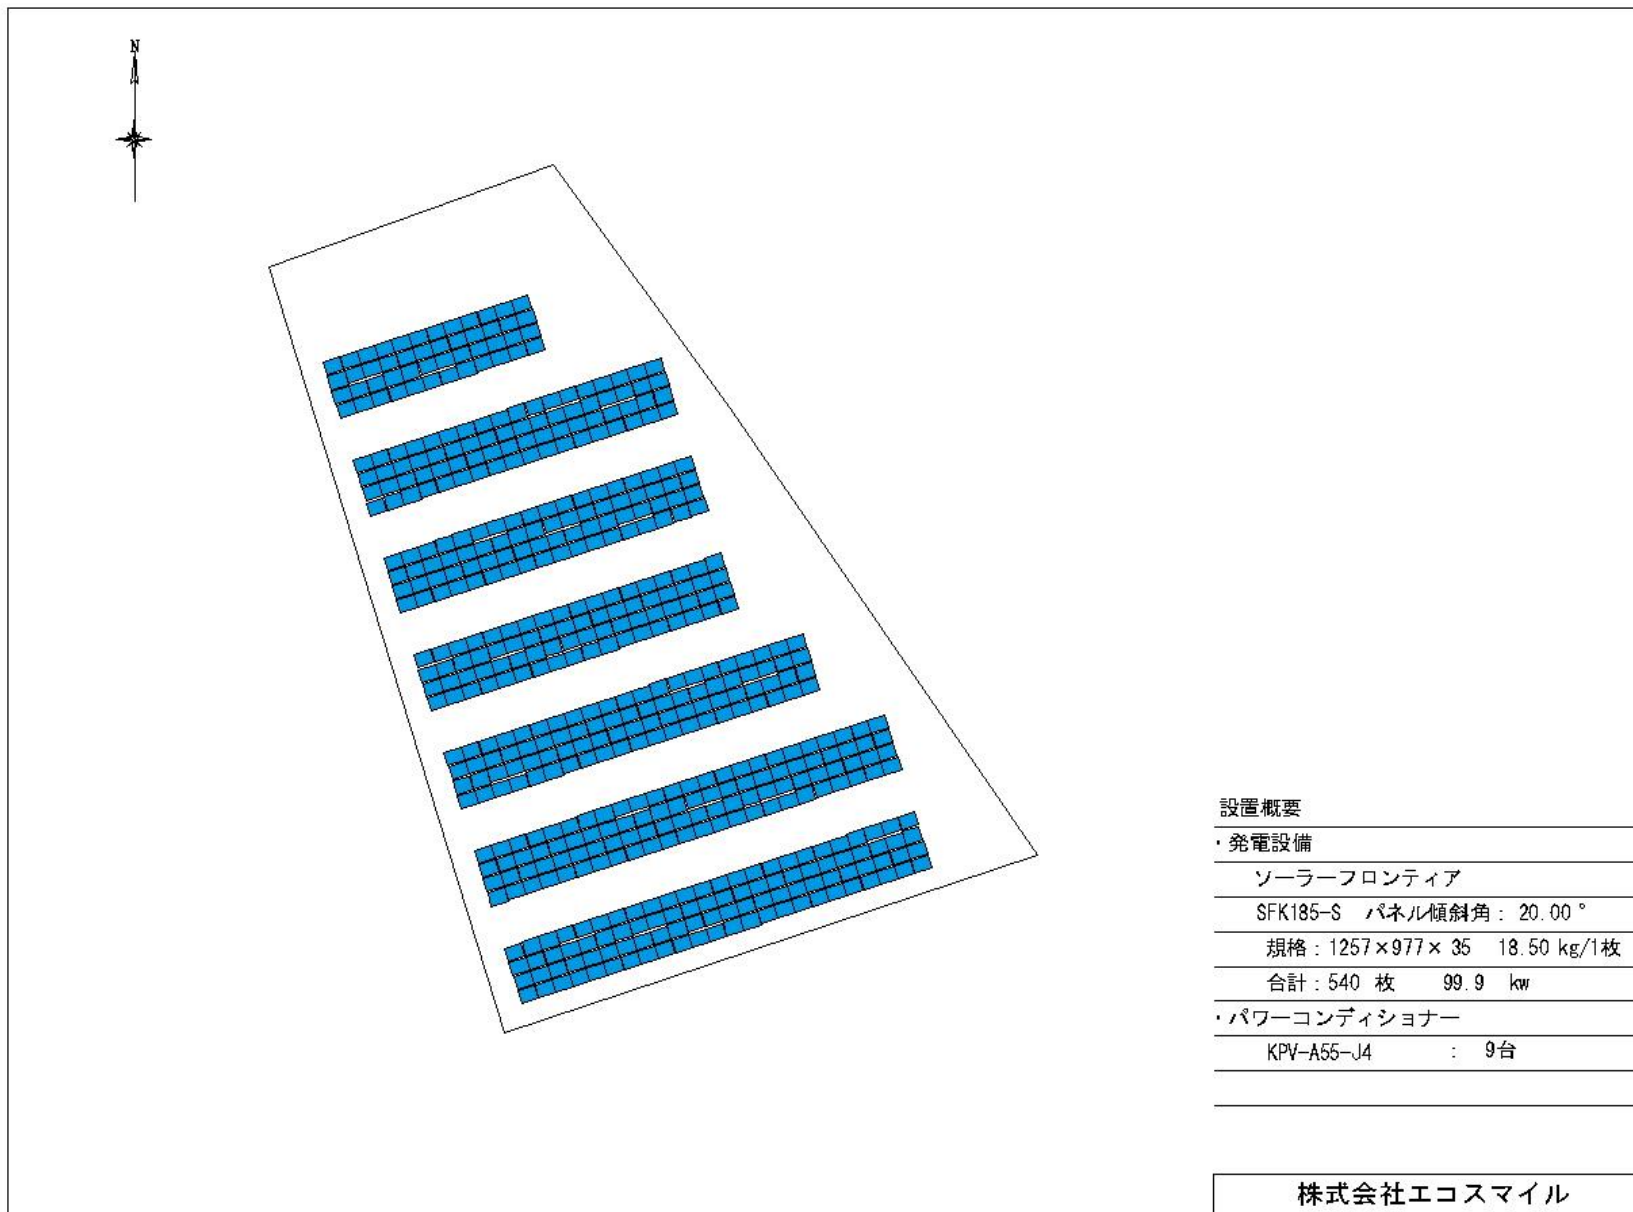 N
設置概要
・発電設備
ソーラーフロンティア
SFK185-S パネル傾斜角： 20.00°
規格：1257×977× 35 18.50 kg/1枚
合計：540 枚 99.9 kw
・パワーコンディショナー
KPV-A55-J4 ： 9台
株式会社エコスマイル